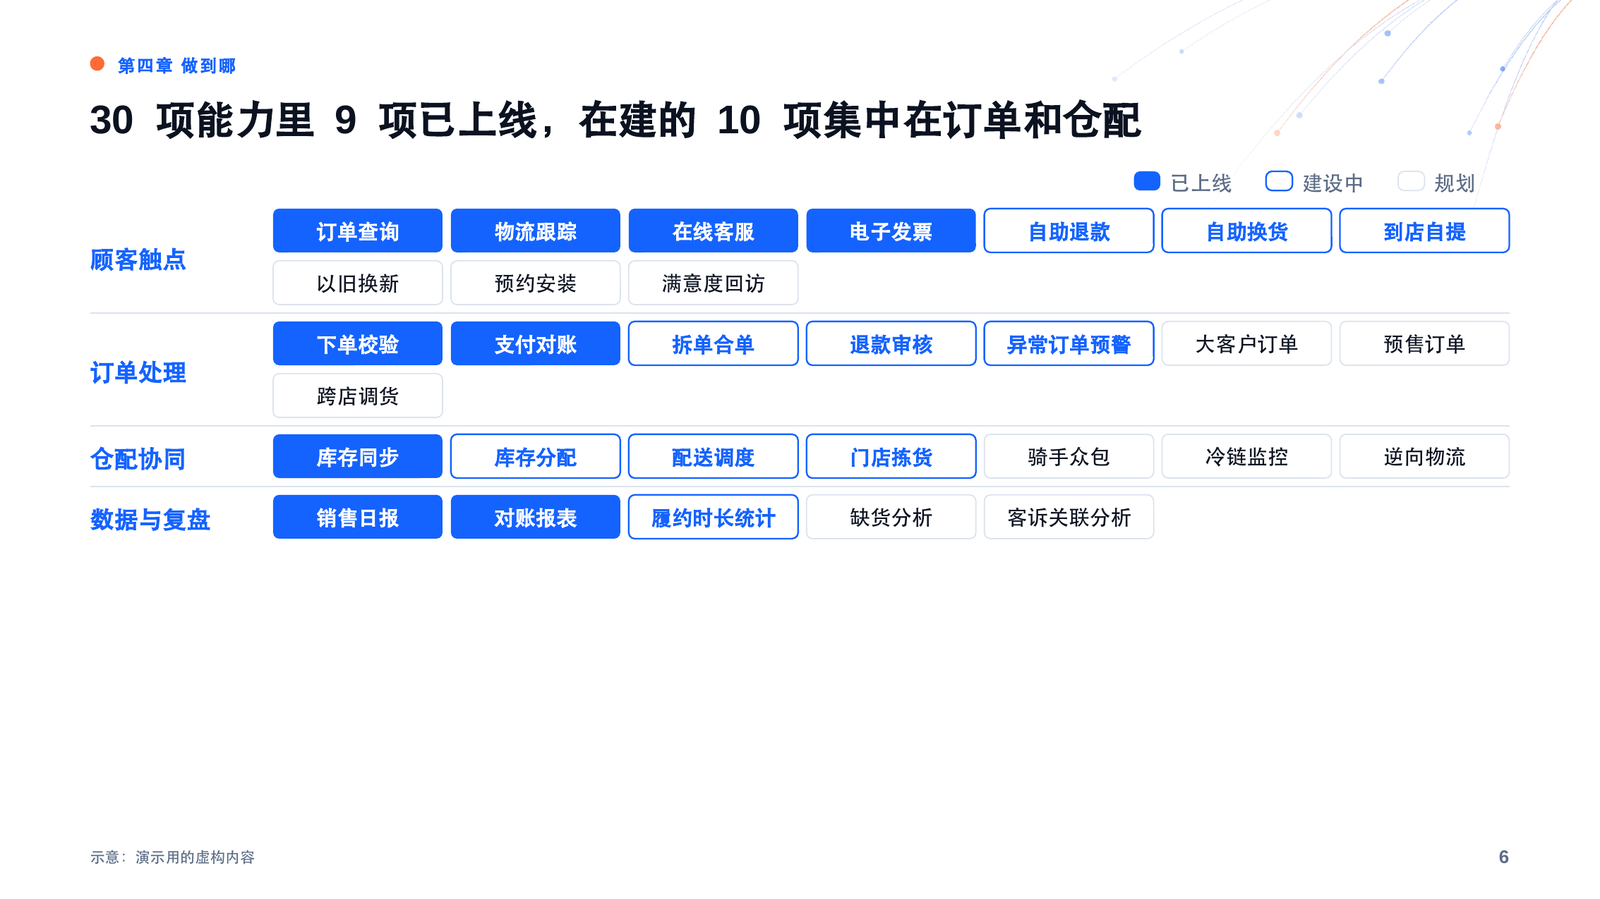 第四章 做到哪
30 项能力里 9 项已上线，在建的 10 项集中在订单和仓配
已上线 建设中 规划
顾客触点
订单查询 物流跟踪 在线客服 电子发票 自助退款 自助换货 到店自提
以旧换新 预约安装 满意度回访
订单处理
下单校验 支付对账 拆单合单 退款审核 异常订单预警 大客户订单 预售订单
跨店调货
仓配协同
库存同步 库存分配 配送调度 门店拣货 骑手众包 冷链监控 逆向物流
数据与复盘
销售日报 对账报表 履约时长统计 缺货分析 客诉关联分析
示意：演示用的虚构内容
6